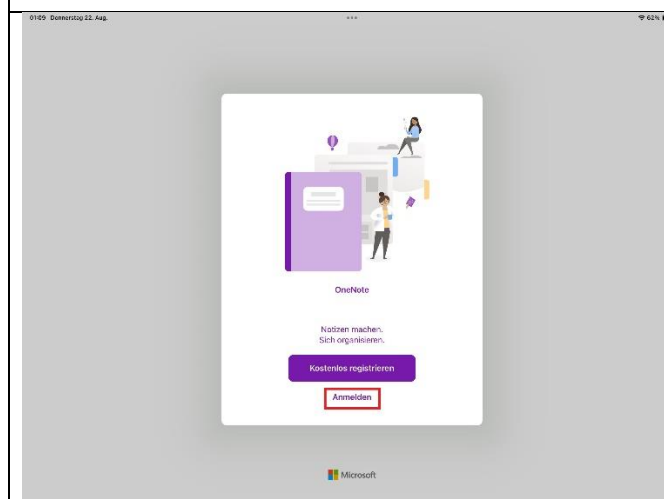 01:09 Donnerstag 22. Aug.
62%
OneNote
Notizen machen.
Sich organisieren.
Kostenlos registrieren
Anmelden
Microsoft